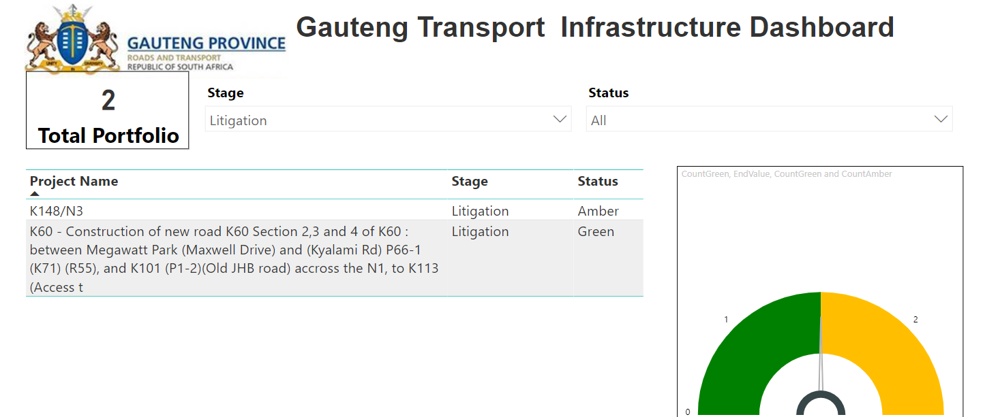 Gauteng Transport  Infrastructure Dashboard
GAUTENG PROVINCE
ROADS AND TRANSPORT
REPUBLIC OF SOUTH AFRICA
UNITY IN DIVERSITY
2
Total Portfolio
Stage
Litigation
Status
All
Project Name Stage Status
K148/N3 Litigation Amber
K60 - Construction of new road K60 Section 2,3 and 4 of K60 : Litigation Green
between Megawatt Park (Maxwell Drive) and (Kyalami Rd) P66-1
(K71) (R55), and K101 (P1-2)(Old JHB road) accross the N1, to K113
(Access t
CountGreen, EndValue, CountGreen and CountAmber
1
2
0